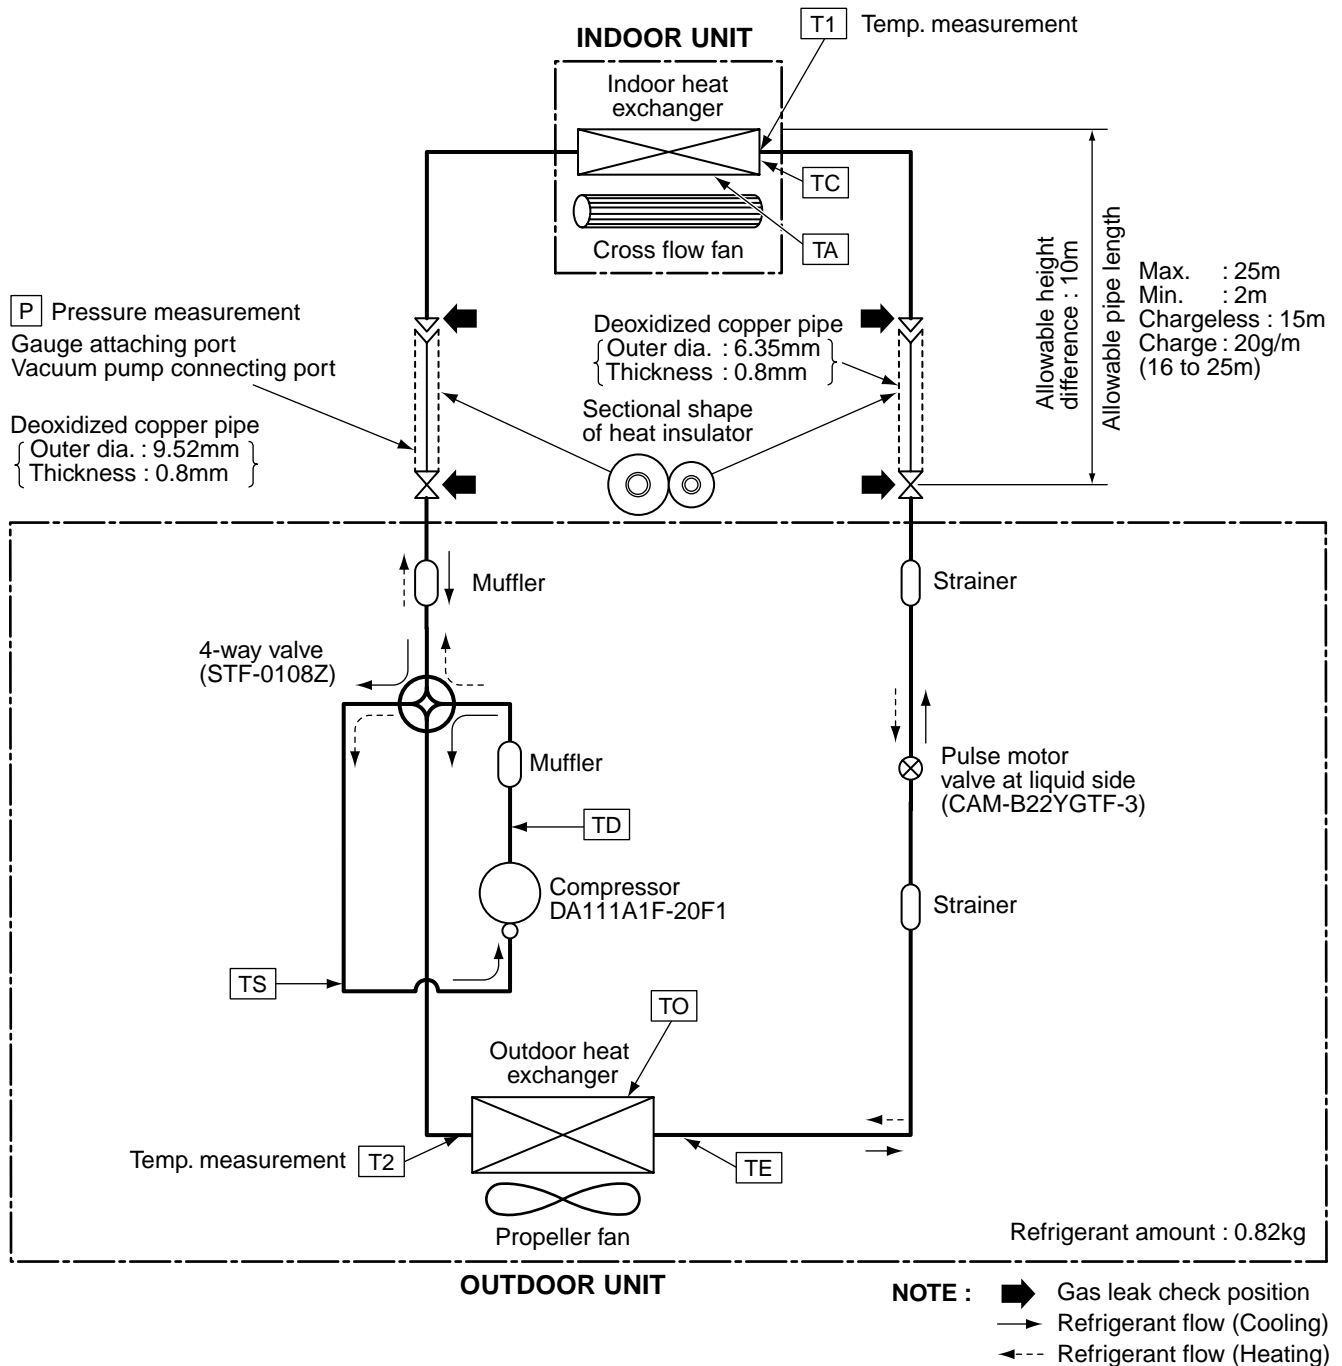 T1 Temp. measurement
INDOOR UNIT
Indoor heat
exchanger
TC
Cross flow fan
TA
Allowable height
difference : 10m
Allowable pipe length
Max. : 25m
Min. : 2m
Chargeless : 15m
Charge : 20g/m
(16 to 25m)
P Pressure measurement
Gauge attaching port
Vacuum pump connecting port
Deoxidized copper pipe
Outer dia. : 9.52mm
Thickness : 0.8mm
Deoxidized copper pipe
Outer dia. : 6.35mm
Thickness : 0.8mm
Sectional shape
of heat insulator
Muffler
Strainer
4-way valve
(STF-0108Z)
Muffler
Pulse motor
valve at liquid side
(CAM-B22YGTF-3)
TD
Compressor
DA111A1F-20F1
Strainer
TS
TO
Outdoor heat
exchanger
Temp. measurement T2
TE
Propeller fan
Refrigerant amount : 0.82kg
OUTDOOR UNIT
NOTE : Gas leak check position
Refrigerant flow (Cooling)
Refrigerant flow (Heating)